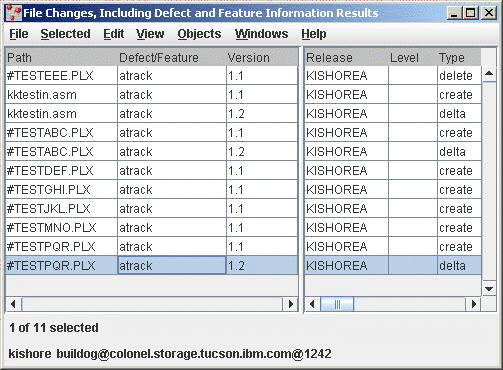 File Changes, Including Defect and Feature Information Results
File Selected Edit View Objects Windows Help
Path Defect/Feature Version Release Level Type
#TESTEEE.PLX atrack 1.1 KISHOREA delete
kktestin.asm atrack 1.1 KISHOREA create
kktestin.asm atrack 1.2 KISHOREA delta
#TESTABC.PLX atrack 1.1 KISHOREA create
#TESTABC.PLX atrack 1.2 KISHOREA delta
#TESTDEF.PLX atrack 1.1 KISHOREA create
#TESTGHI.PLX atrack 1.1 KISHOREA create
#TESTJKL.PLX atrack 1.1 KISHOREA create
#TESTMNO.PLX atrack 1.1 KISHOREA create
#TESTPQR.PLX atrack 1.1 KISHOREA create
#TESTPQR.PLX atrack 1.2 KISHOREA delta
1 of 11 selected
kishore buildog@colonel.storage.tucson.ibm.com@1242